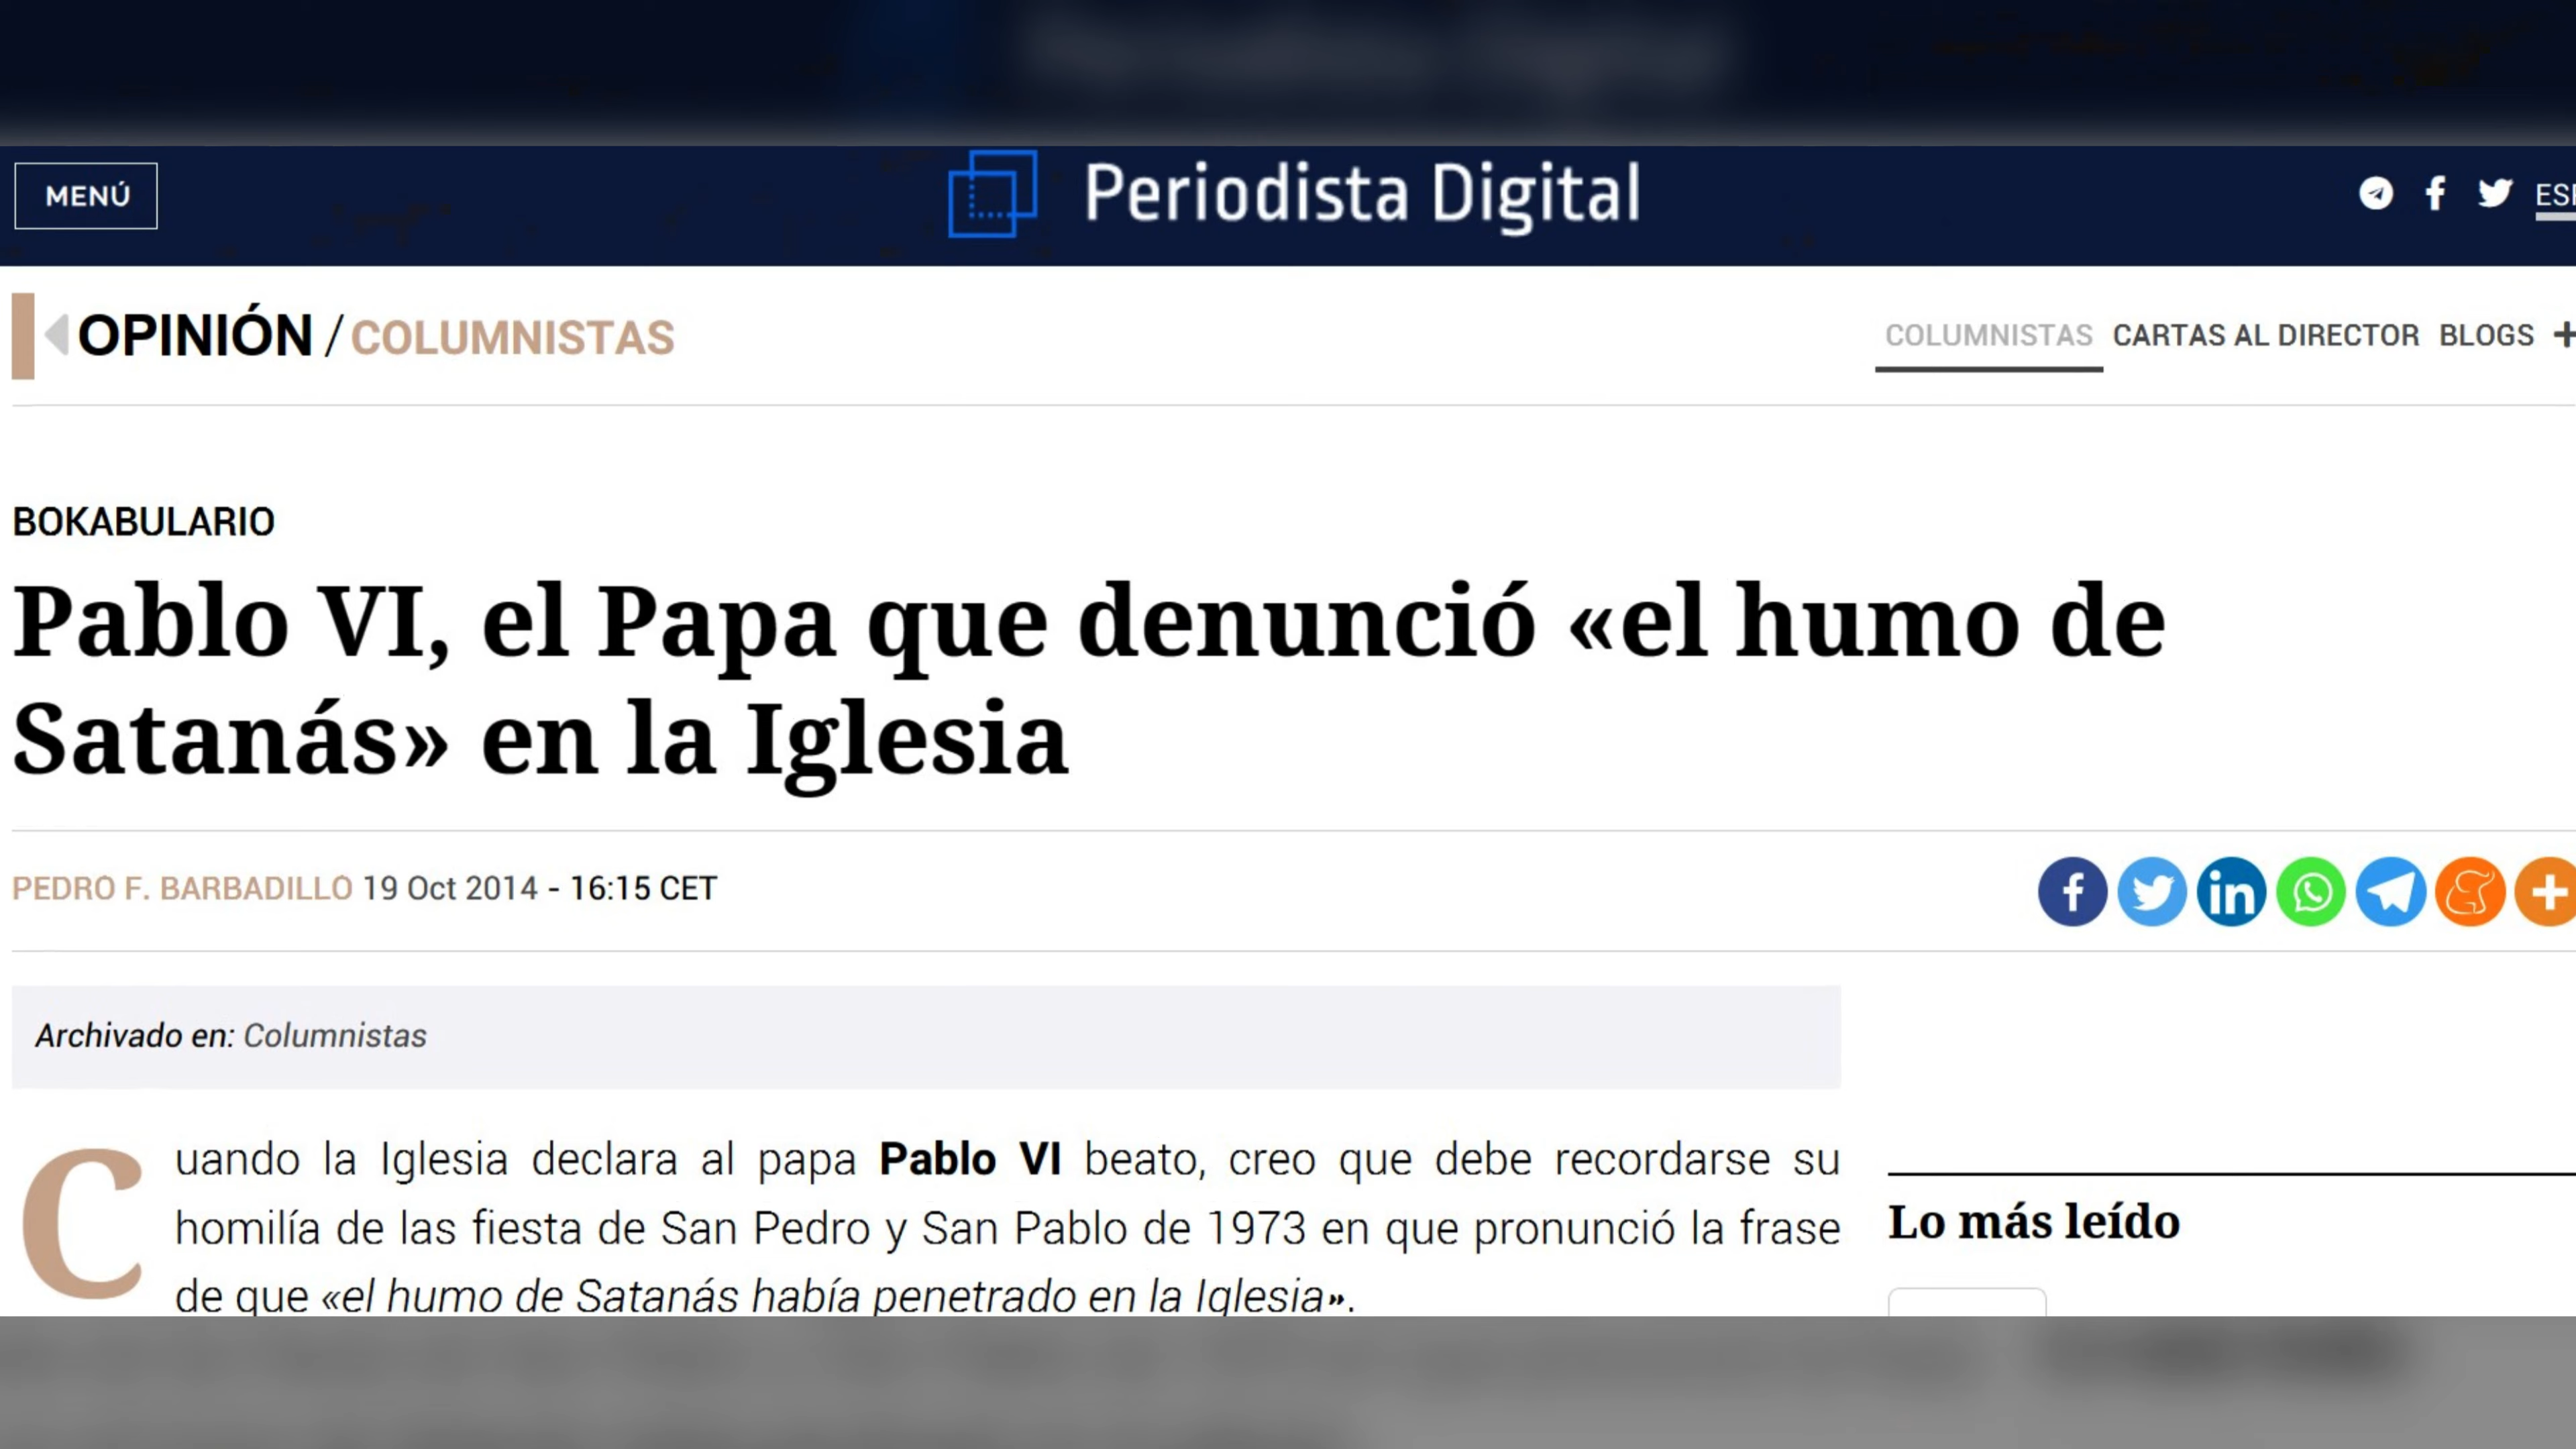 MENÚ
Periodista Digital
ESP
OPINIÓN / COLUMNISTAS
COLUMNISTAS CARTAS AL DIRECTOR BLOGS +
BOKABULARIO
Pablo VI, el Papa que denunció «el humo de
Satanás» en la Iglesia
PEDRO F. BARBADILLO 19 Oct 2014 - 16:15 CET
Archivado en: Columnistas
Cuando la Iglesia declara al papa Pablo VI beato, creo que debe recordarse su
homilía de las fiesta de San Pedro y San Pablo de 1973 en que pronunció la frase
de que «el humo de Satanás había penetrado en la Iglesia».
Lo más leído